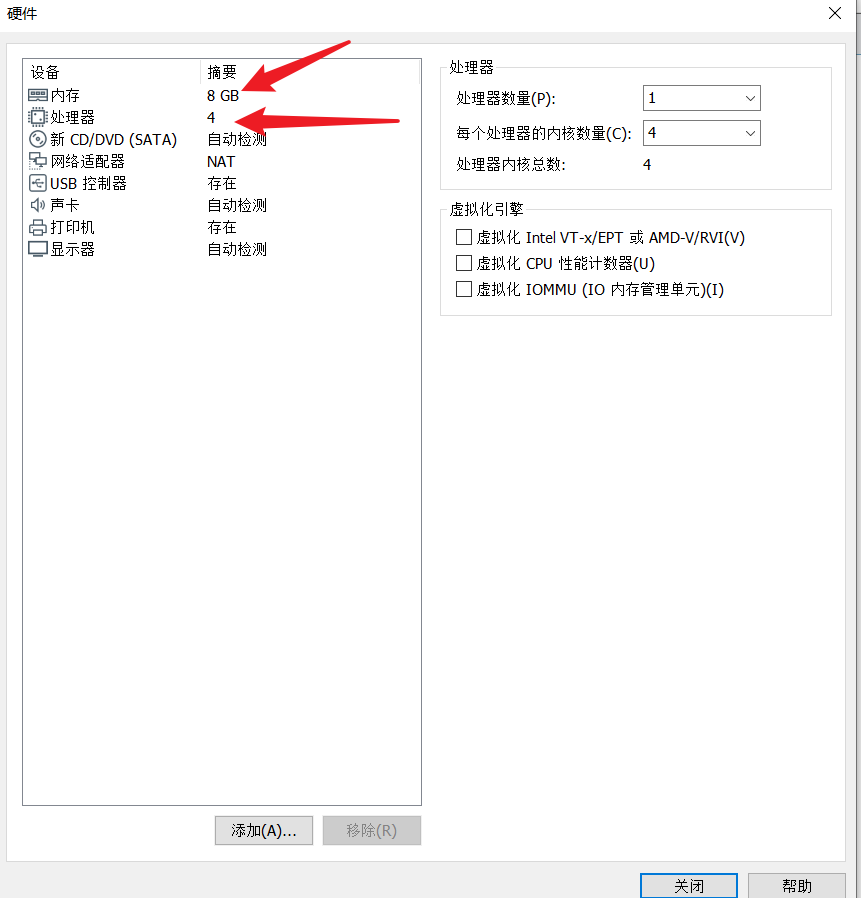 硬件
设备 摘要
内存 8 GB
处理器 4
新 CD/DVD (SATA) 自动检测
网络适配器 NAT
USB 控制器 存在
声卡 自动检测
打印机 存在
显示器 自动检测
添加(A)... 移除(R)
处理器
处理器数量(P): 1
每个处理器的内核数量(C): 4
处理器内核总数: 4
虚拟化引擎
虚拟化 Intel VT-x/EPT 或 AMD-V/RVI(V)
虚拟化 CPU 性能计数器(U)
虚拟化 IOMMU (IO 内存管理单元)(I)
关闭 帮助